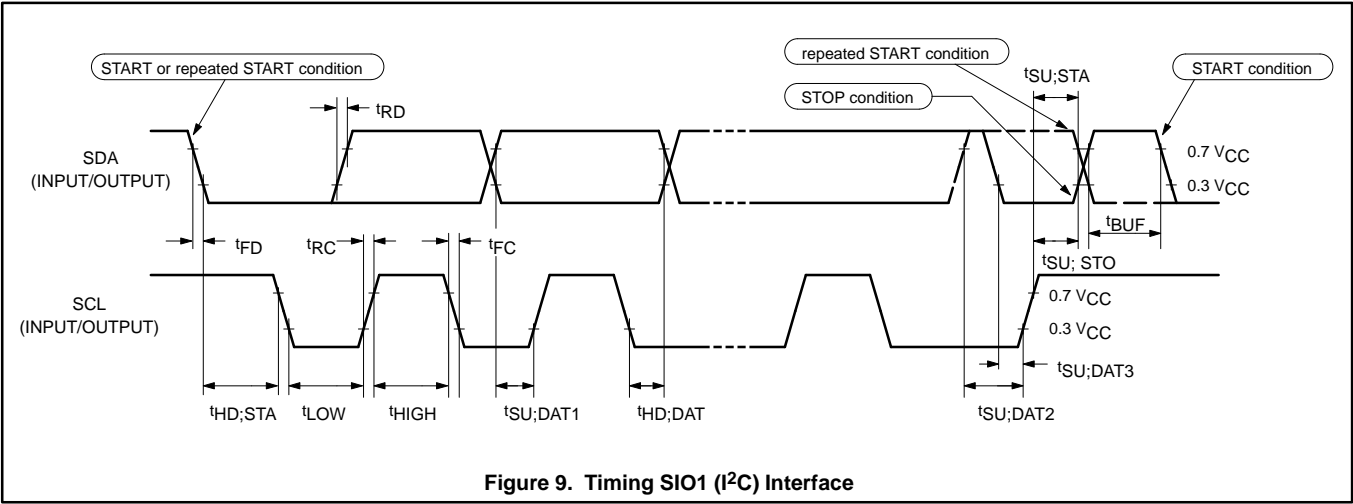 repeated START condition
tSU;STA
START or repeated START condition
STOP condition
START condition
tRD
SDA
(INPUT/OUTPUT)
0.7 VCC
0.3 VCC
tFD
tRC
tFC
tBUF
tSU; STO
SCL
(INPUT/OUTPUT)
0.7 VCC
0.3 VCC
tSU;DAT3
tHD;STA
tLOW
tHIGH
tSU;DAT1
tHD;DAT
tSU;DAT2
Figure 9. Timing SIO1 (I2C) Interface